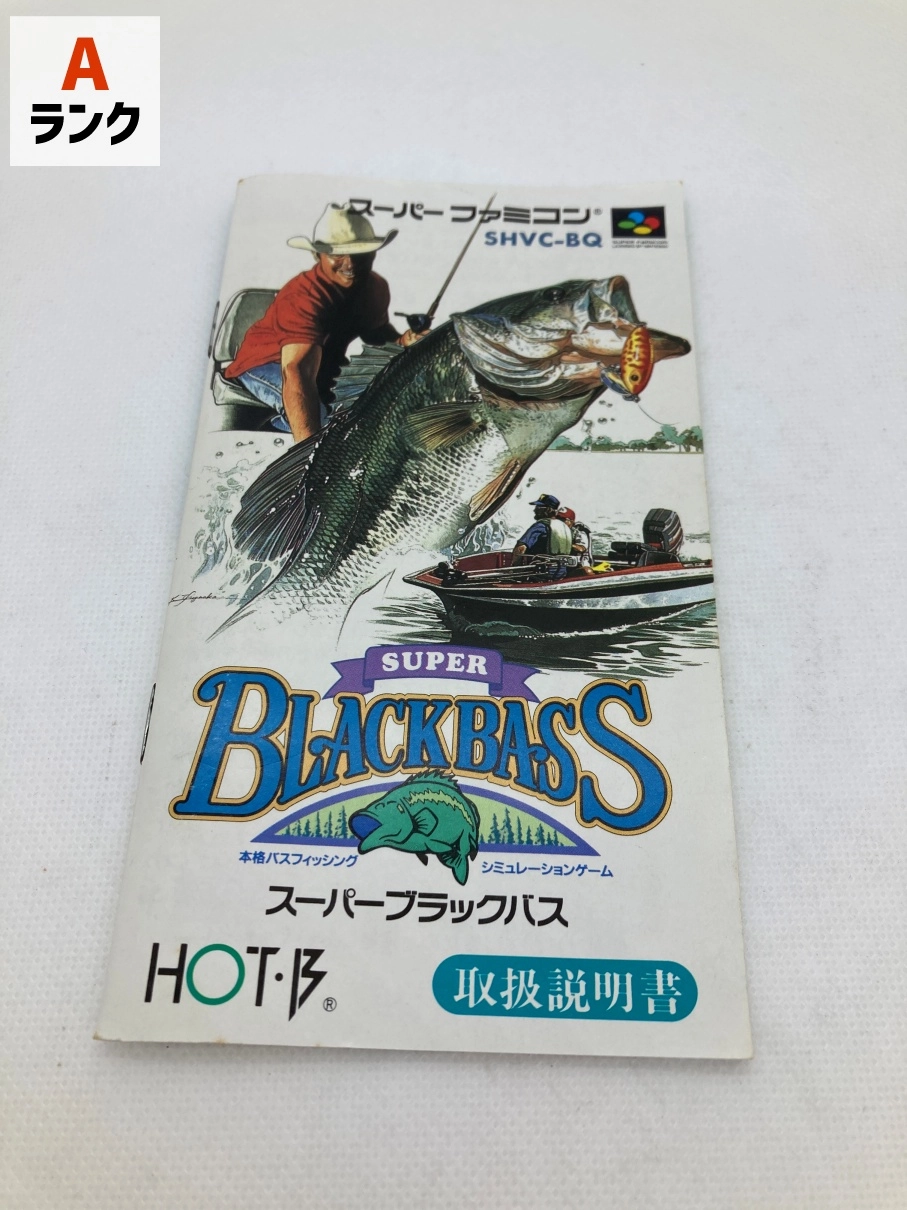 A
ランク
スーパーファミコン®
SHVC-BQ
SUPER FAMICOM
SUPER
BLACKBASS
本格バスフィッシング
シミュレーションゲーム
スーパーブラックバス
HOT・B®
取扱説明書